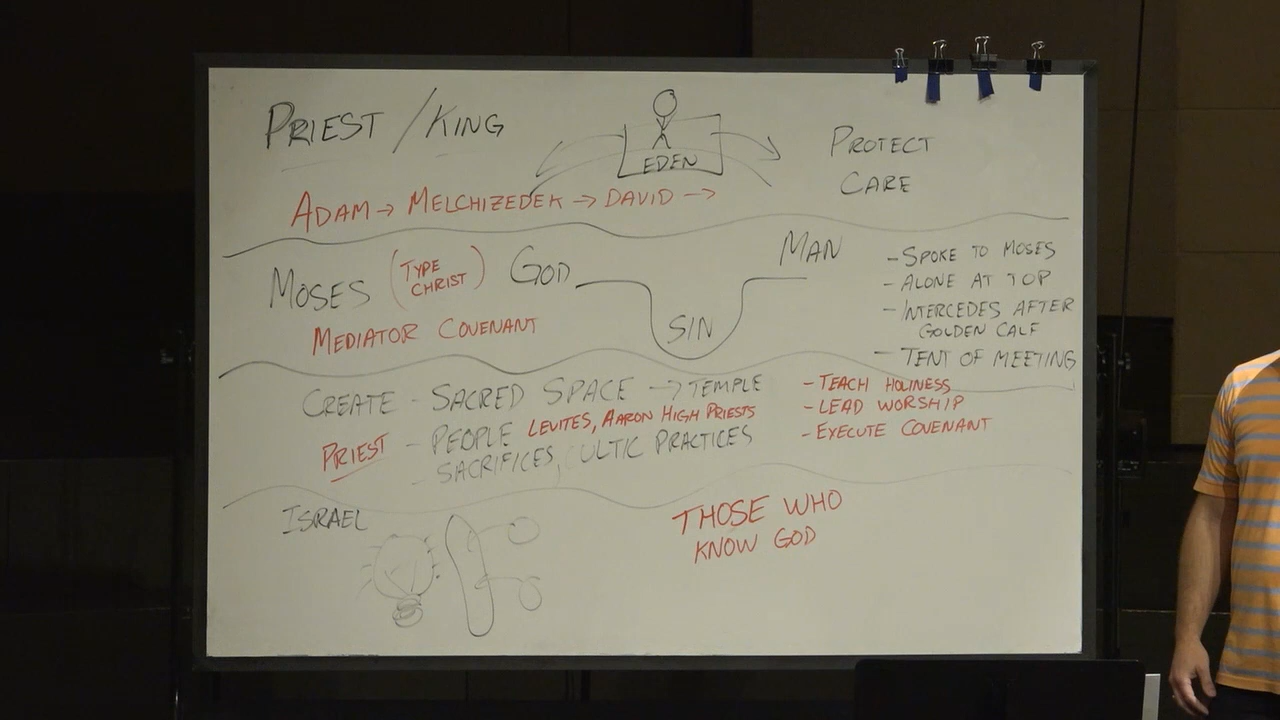 PRIEST / KING
EDEN
PROTECT
CARE
ADAM → MELCHIZEDEK → DAVID →
MOSES (TYPE CHRIST) GOD
MAN
SIN
MEDIATOR COVENANT
- SPOKE TO MOSES
- ALONE AT TOP
- INTERCEDES AFTER
GOLDEN CALF
- TENT OF MEETING
CREATE - SACRED SPACE → TEMPLE
PRIEST - PEOPLE LEVITES, AARON HIGH PRIESTS
- SACRIFICES, CULTIC PRACTICES
- TEACH HOLINESS
- LEAD WORSHIP
- EXECUTE COVENANT
ISRAEL
THOSE WHO
KNOW GOD